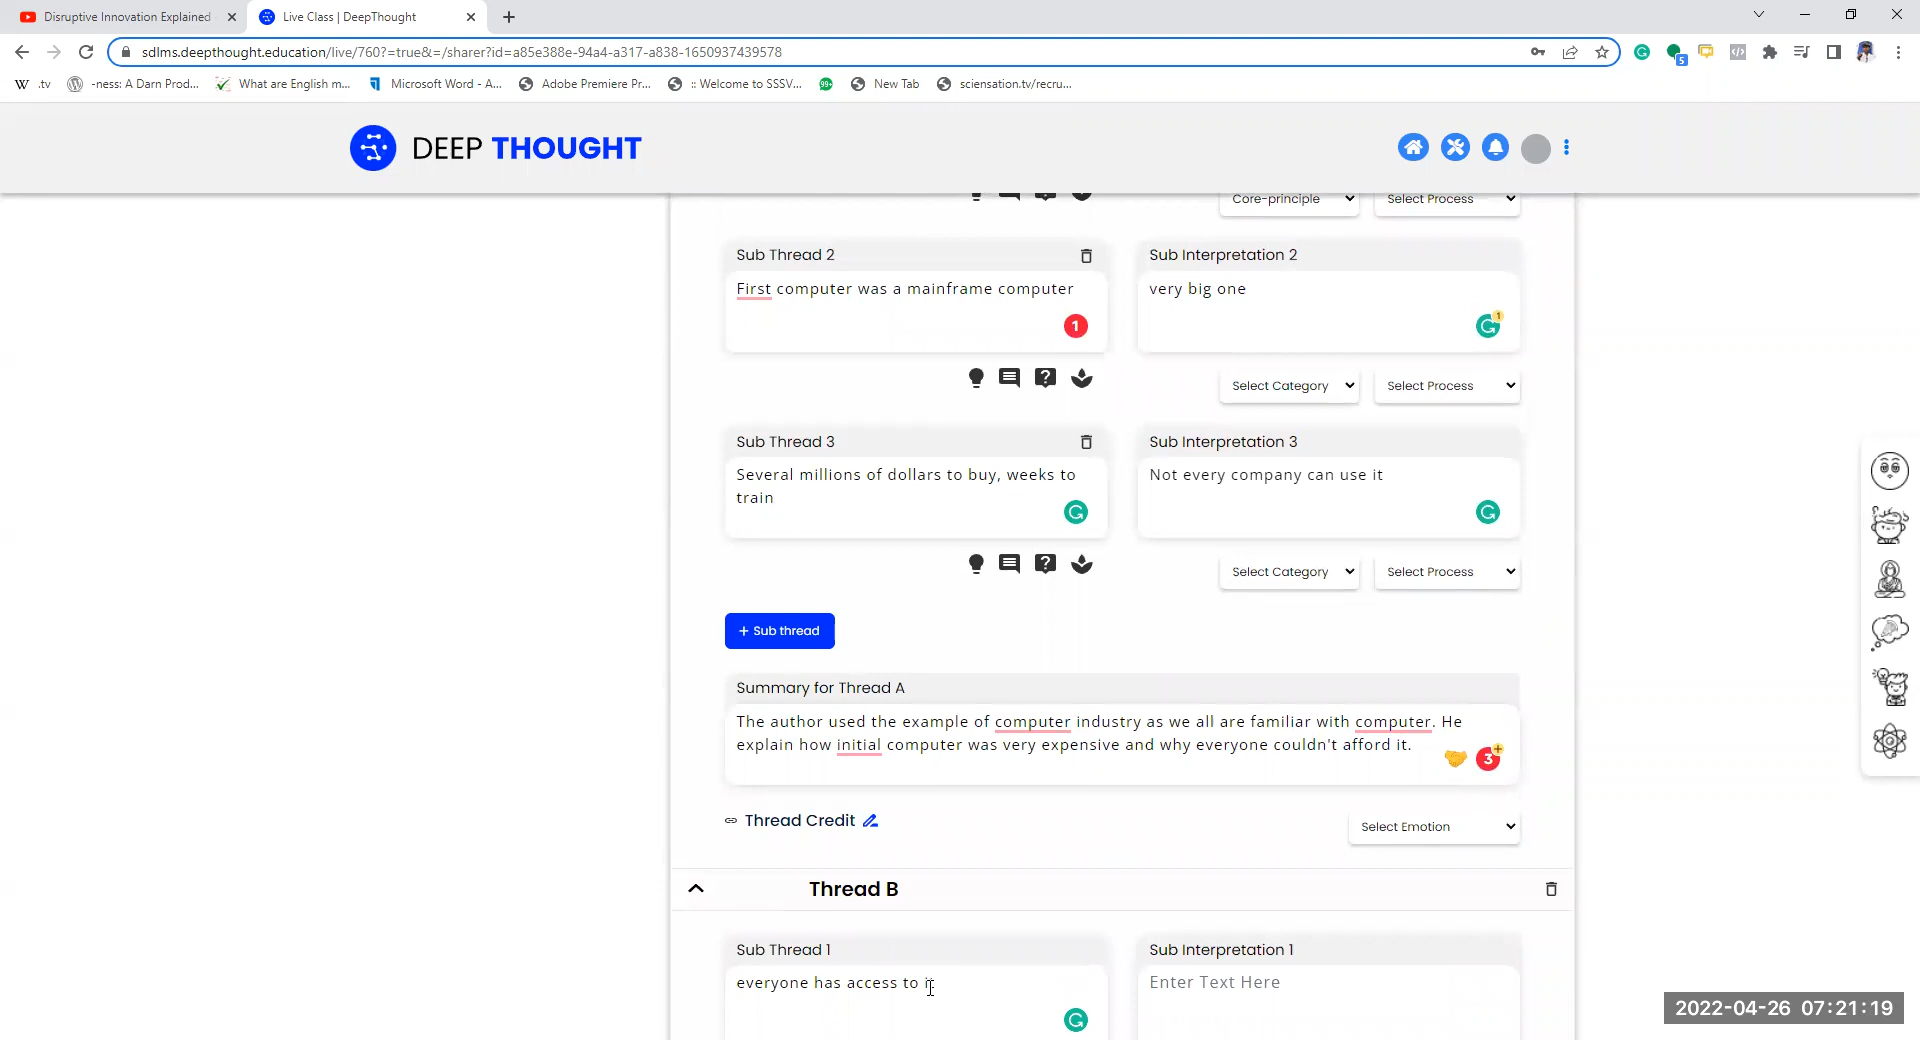 Disruptive Innovation Explained
Live Class | DeepThought
sdlms.deepthought.education/live/760?=true&=/sharer?id=a85e388e-94a4-a317-a838-1650937439578
5
W .tv
-ness: A Darn Prod...
What are English m...
Microsoft Word - A...
Adobe Premiere Pr...
:: Welcome to SSSV...
99+
New Tab
sciensation.tv/recru...
DEEP THOUGHT
Core-principle
Select Process
Sub Thread 2
Sub Interpretation 2
First computer was a mainframe computer
very big one
1
1
Select Category
Select Process
Sub Thread 3
Sub Interpretation 3
Several millions of dollars to buy, weeks to
train
Not every company can use it
Select Category
Select Process
+ Sub thread
Summary for Thread A
The author used the example of computer industry as we all are familiar with computer. He
explain how initial computer was very expensive and why everyone couldn't afford it.
3
Thread Credit
Select Emotion
Thread B
Sub Thread 1
Sub Interpretation 1
everyone has access to
Enter Text Here
2022-04-26 07:21:19